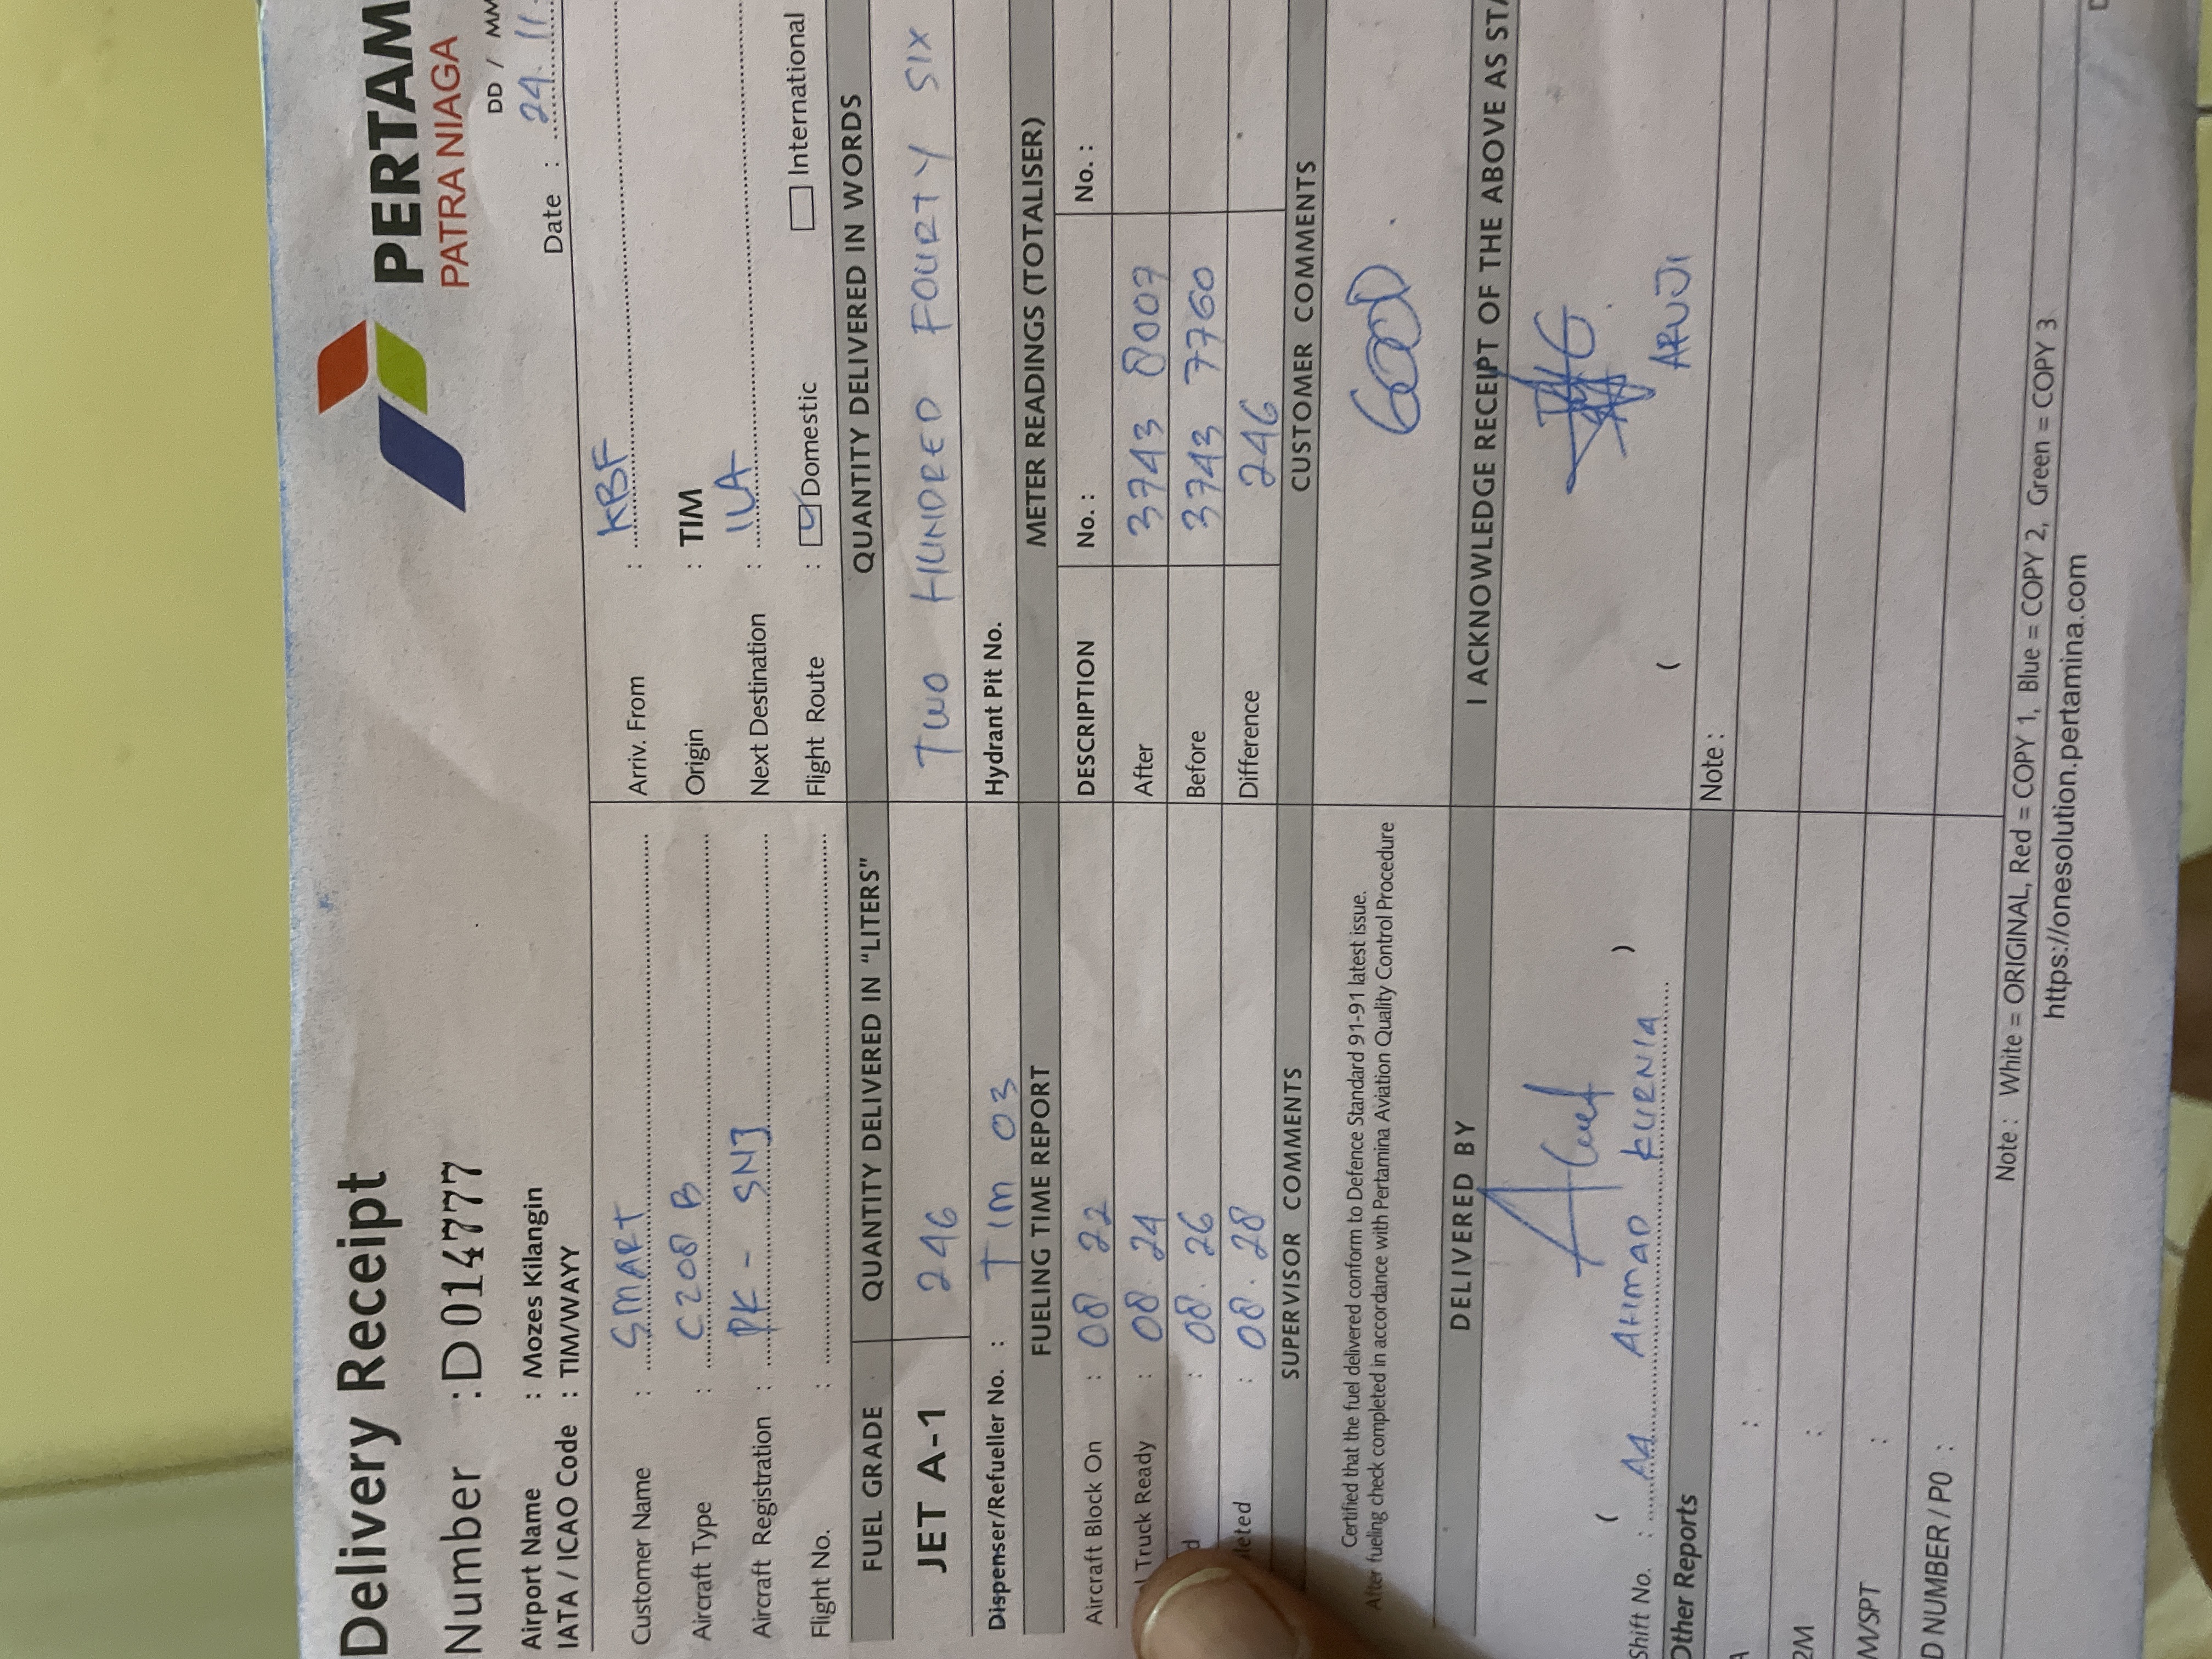 Delivery Receipt
PERTAM
PATRA NIAGA
Number : D 014777
DD / MM
Airport Name : Mozes Kilangin
Date : 24. 11.
IATA / ICAO Code : TIM/WAYY
Customer Name : SMART
Arriv. From : KBF
Aircraft Type : C 208 B
Origin : TIM
Aircraft Registration : PK - SNJ
Next Destination : ILA
Flight No. :
Flight Route : Domestic International
FUEL GRADE QUANTITY DELIVERED IN "LITERS" QUANTITY DELIVERED IN WORDS
JET A-1 246 TWO HUNDRED FOURTY SIX
Dispenser/Refueller No. : TIM 03 Hydrant Pit No.
FUELING TIME REPORT METER READINGS (TOTALISER)
Aircraft Block On : 08. 22 DESCRIPTION No. : No. :
Truck Ready : 08. 24 After 3743 8007
d : 08. 26 Before 3743 7760
leted : 08. 28 Difference 246
SUPERVISOR COMMENTS CUSTOMER COMMENTS
Certified that the fuel delivered conform to Defence Standard 91-91 latest issue.
After fueling check completed in accordance with Pertamina Aviation Quality Control Procedure
GOOD.
DELIVERED BY I ACKNOWLEDGE RECEIPT OF THE ABOVE AS STA
( )
Shift No. : A4 AHMAD KURNIA
( ARUJI
Other Reports Note :
A :
2M :
W/SPT :
D NUMBER / PO :
Note : White = ORIGINAL, Red = COPY 1, Blue = COPY 2, Green = COPY 3
https://onesolution.pertamina.com